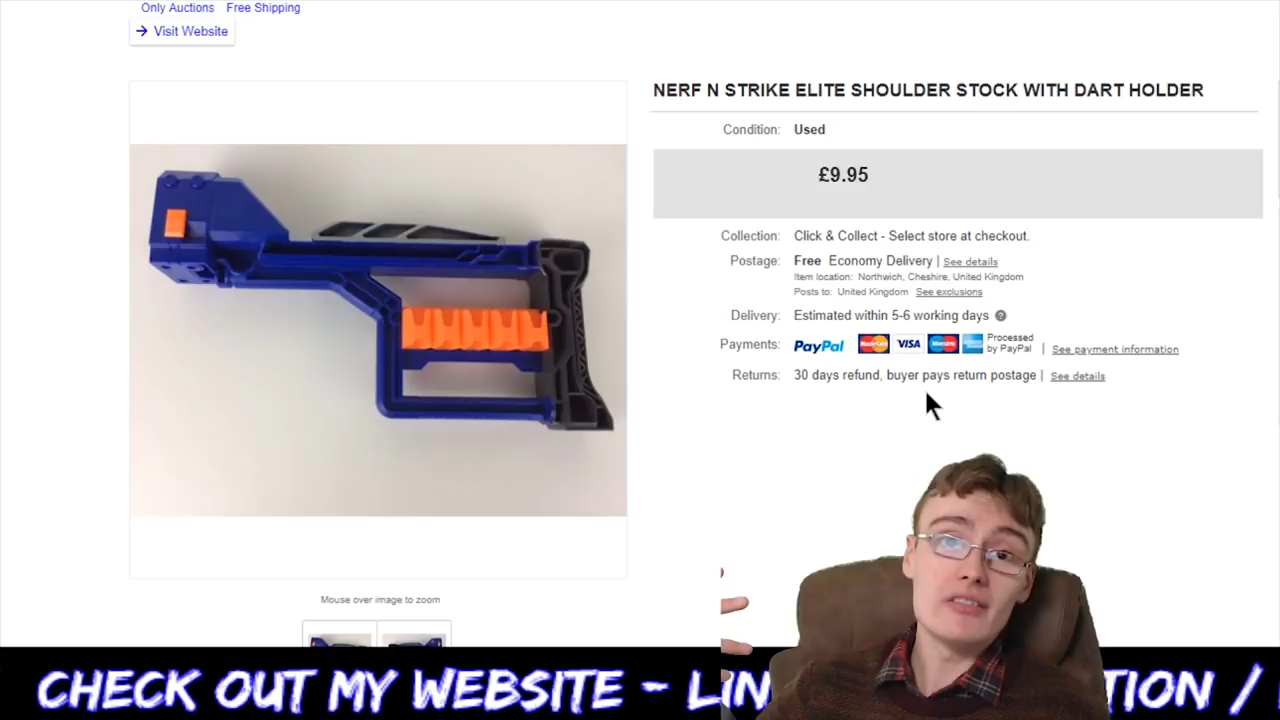 Only Auctions Free Shipping
→ Visit Website
NERF N STRIKE ELITE SHOULDER STOCK WITH DART HOLDER
Condition: Used
£9.95
Collection: Click & Collect - Select store at checkout.
Postage: Free Economy Delivery | See details
Item location: Northwich, Cheshire, United Kingdom
Posts to: United Kingdom See exclusions
Delivery: Estimated within 5-6 working days ?
Payments: PayPal MasterCard VISA Maestro Processed
by PayPal | See payment information
Returns: 30 days refund, buyer pays return postage | See details
Mouse over image to zoom
CHECK OUT MY WEBSITE - LIN TION /